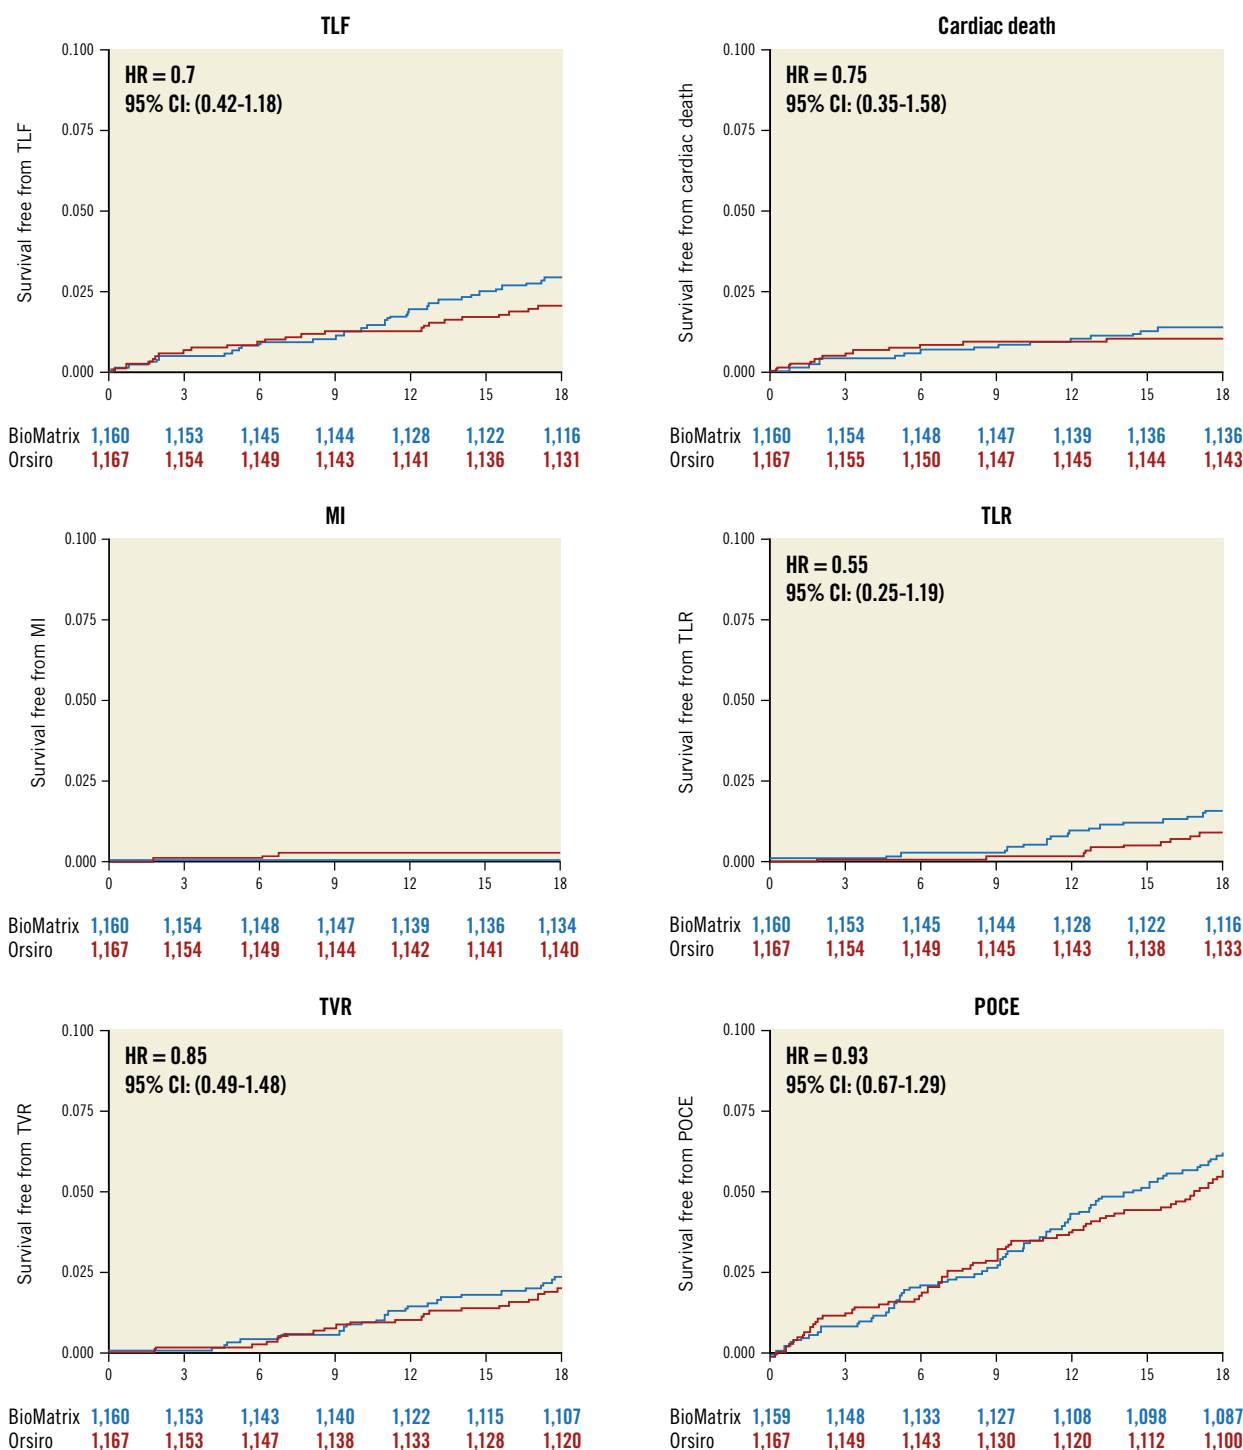 TLF
HR = 0.7
95% CI: (0.42-1.18)
Survival free from TLF
0.100
0.075
0.050
0.025
0.000
0 3 6 9 12 15 18
BioMatrix 1,160 1,153 1,145 1,144 1,128 1,122 1,116
Orsiro 1,167 1,154 1,149 1,143 1,141 1,136 1,131
Cardiac death
HR = 0.75
95% CI: (0.35-1.58)
Survival free from cardiac death
0.100
0.075
0.050
0.025
0.000
0 3 6 9 12 15 18
BioMatrix 1,160 1,154 1,148 1,147 1,139 1,136 1,136
Orsiro 1,167 1,155 1,150 1,147 1,145 1,144 1,143
MI
Survival free from MI
0.100
0.075
0.050
0.025
0.000
0 3 6 9 12 15 18
BioMatrix 1,160 1,154 1,148 1,147 1,139 1,136 1,134
Orsiro 1,167 1,154 1,149 1,144 1,142 1,141 1,140
TLR
HR = 0.55
95% CI: (0.25-1.19)
Survival free from TLR
0.100
0.075
0.050
0.025
0.000
0 3 6 9 12 15 18
BioMatrix 1,160 1,153 1,145 1,144 1,128 1,122 1,116
Orsiro 1,167 1,154 1,149 1,145 1,143 1,138 1,133
TVR
HR = 0.85
95% CI: (0.49-1.48)
Survival free from TVR
0.100
0.075
0.050
0.025
0.000
0 3 6 9 12 15 18
BioMatrix 1,160 1,153 1,143 1,140 1,122 1,115 1,107
Orsiro 1,167 1,153 1,147 1,138 1,133 1,128 1,120
POCE
HR = 0.93
95% CI: (0.67-1.29)
Survival free from POCE
0.100
0.075
0.050
0.025
0.000
0 3 6 9 12 15 18
BioMatrix 1,159 1,148 1,133 1,127 1,108 1,098 1,087
Orsiro 1,167 1,149 1,143 1,130 1,120 1,112 1,100